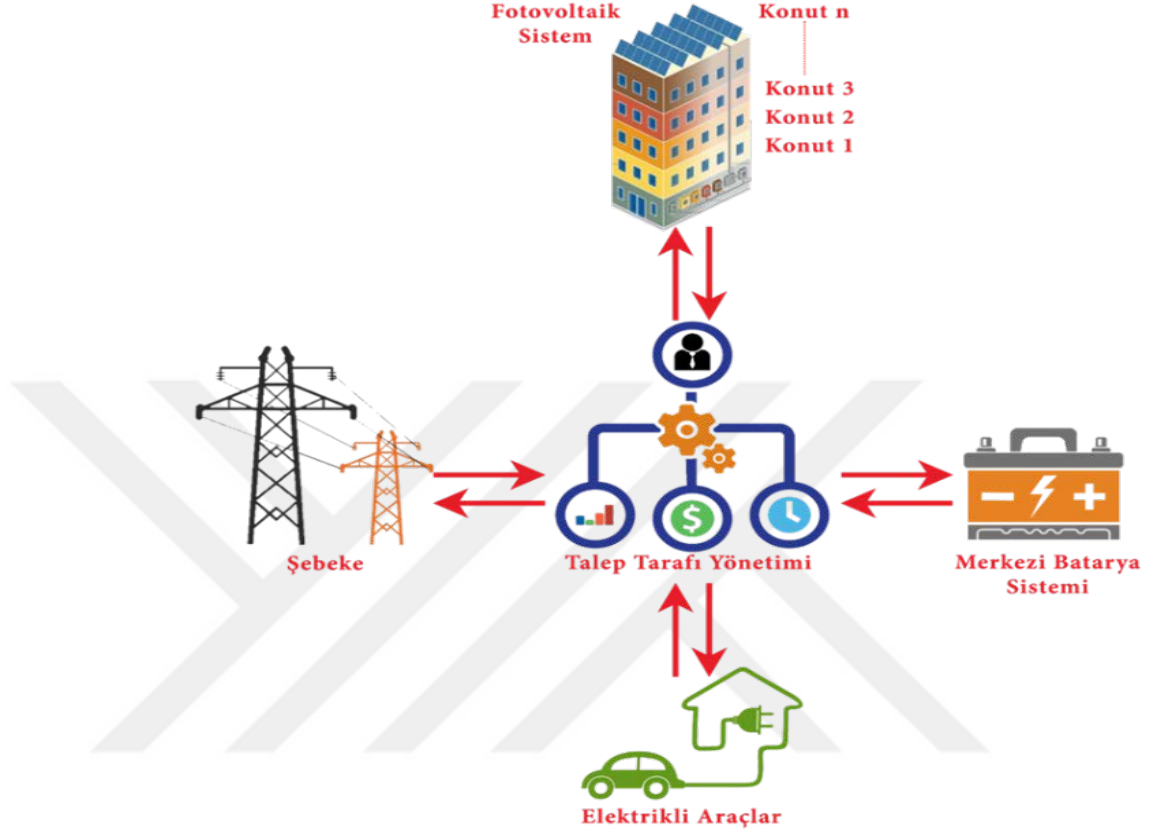 Fotovoltaik
Sistem
Konut n
Konut 3
Konut 2
Konut 1
$
Şebeke
Talep Tarafı Yönetimi
Merkezi Batarya
Sistemi
Elektrikli Araçlar